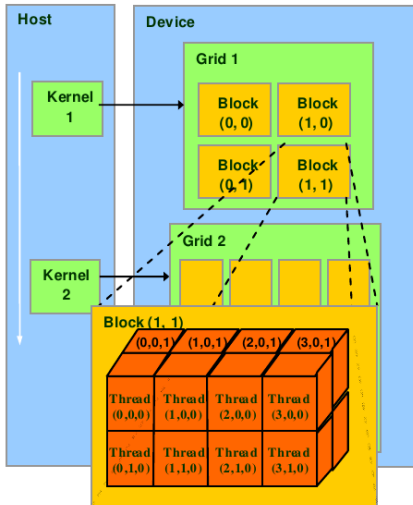 Host
Device
Grid 1
Kernel
1
Block
(0, 0)
Block
(1, 0)
Block
(0, 1)
Block
(1, 1)
Grid 2
Kernel
2
Block (1, 1)
(0,0,1)
(1,0,1)
(2,0,1)
(3,0,1)
Thread
(0,0,0)
Thread
(1,0,0)
Thread
(2,0,0)
Thread
(3,0,0)
Thread
(0,1,0)
Thread
(1,1,0)
Thread
(2,1,0)
Thread
(3,1,0)